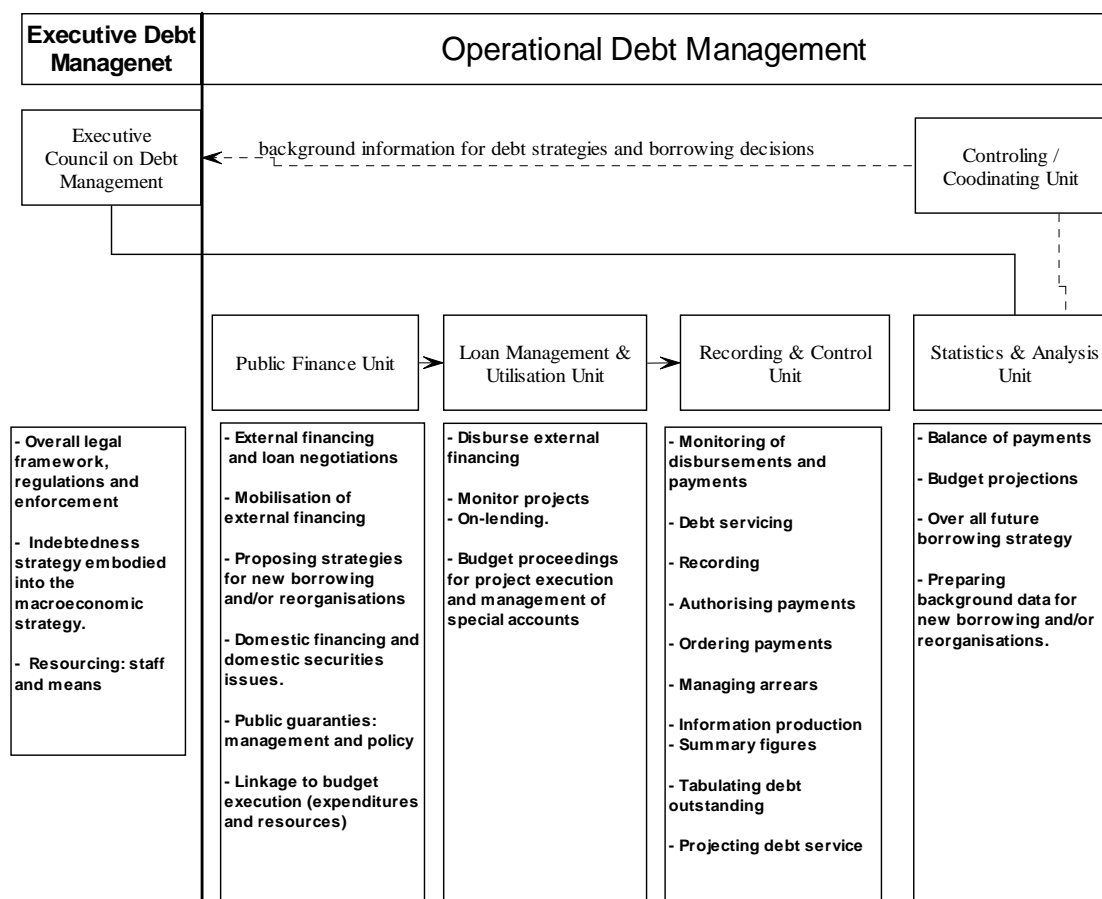 Executive Debt
Managenet
Operational Debt Management
Executive
Council on Debt
Management
background information for debt strategies and borrowing decisions
Controling /
Coodinating Unit
Public Finance Unit
Loan Management &
Utilisation Unit
Recording & Control
Unit
Statistics & Analysis
Unit
- Overall legal
framework,
regulations and
enforcement
-  Indebtedness
strategy embodied
into the
macroeconomic
strategy.
-  Resourcing: staff
and means
- External financing
and loan negotiations
- Mobilisation of
external financing
- Proposing strategies
for new borrowing
and/or reorganisations
- Domestic financing and
domestic securities
issues.
- Public guaranties:
management and policy
- Linkage to budget
execution (expenditures
and resources)
- Disburse external
financing
- Monitor projects
- On-lending.
- Budget proceedings
for project execution
and management of
special accounts
- Monitoring of
disbursements and
payments
- Debt servicing
- Recording
- Authorising payments
- Ordering payments
- Managing arrears
- Information production
- Summary figures
- Tabulating debt
outstanding
- Projecting debt service
- Balance of payments
- Budget projections
- Over all future
borrowing strategy
- Preparing
background data for
new borrowing and/or
reorganisations.